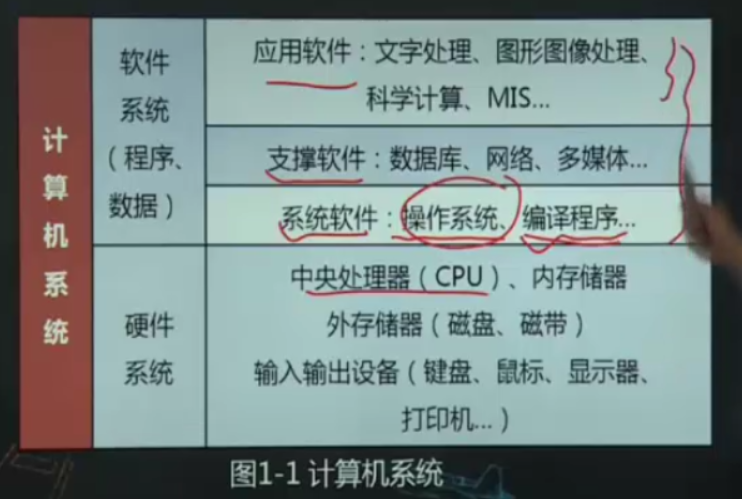 计算机系统
软件
系统
（程序、
数据）
应用软件：文字处理、图形图像处理、
科学计算、MIS...
支撑软件：数据库、网络、多媒体...
系统软件：操作系统、编译程序...
硬件
系统
中央处理器（CPU）、内存储器
外存储器（磁盘、磁带）
输入输出设备（键盘、鼠标、显示器、
打印机...）
图1-1 计算机系统